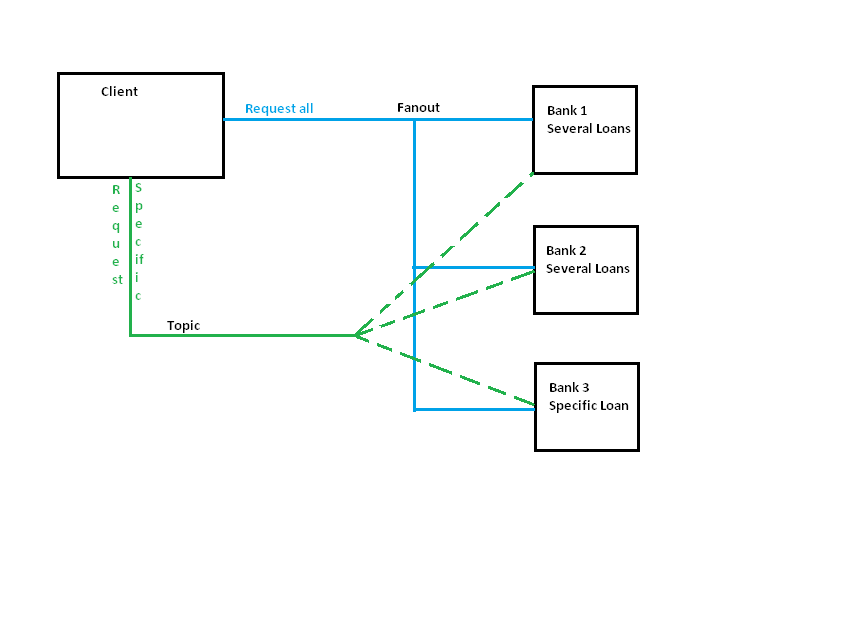 Client
Request all
Fanout
Bank 1
Several Loans
Request
Specific
Bank 2
Several Loans
Topic
Bank 3
Specific Loan